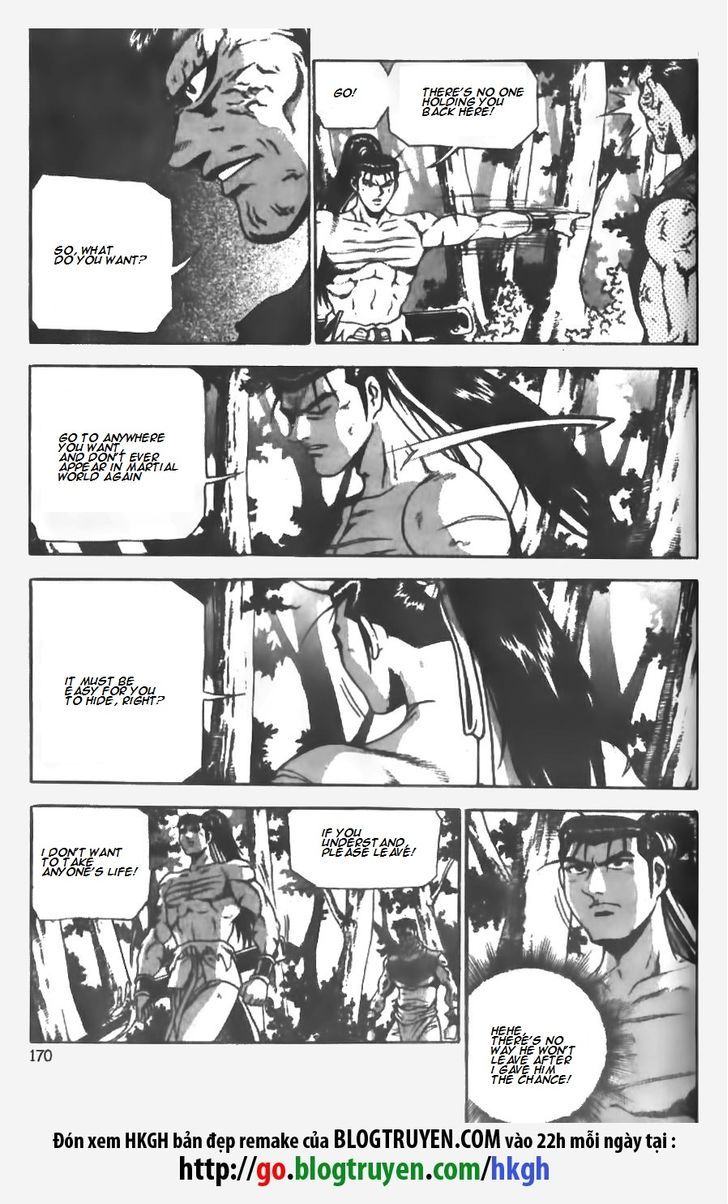 SO, WHAT
DO YOU WANT?
GO!
THERE'S NO ONE
HOLDING YOU
BACK HERE!
GO TO ANYWHERE
YOU WANT
AND DON'T EVER
APPEAR IN MARTIAL
WORLD AGAIN
IT MUST BE
EASY FOR YOU
TO HIDE, RIGHT?
I DON'T WANT
TO TAKE
ANYONE'S LIFE!
IF YOU
UNDERSTAND,
PLEASE LEAVE!
HEHE,
THERE'S NO
WAY HE WON'T
LEAVE AFTER
I GAVE HIM
THE CHANCE!
170
Đón xem HKGH bản đẹp remake của BLOGTRUYEN.COM vào 22h mỗi ngày tại :
http://go.blogtruyen.com/hkgh